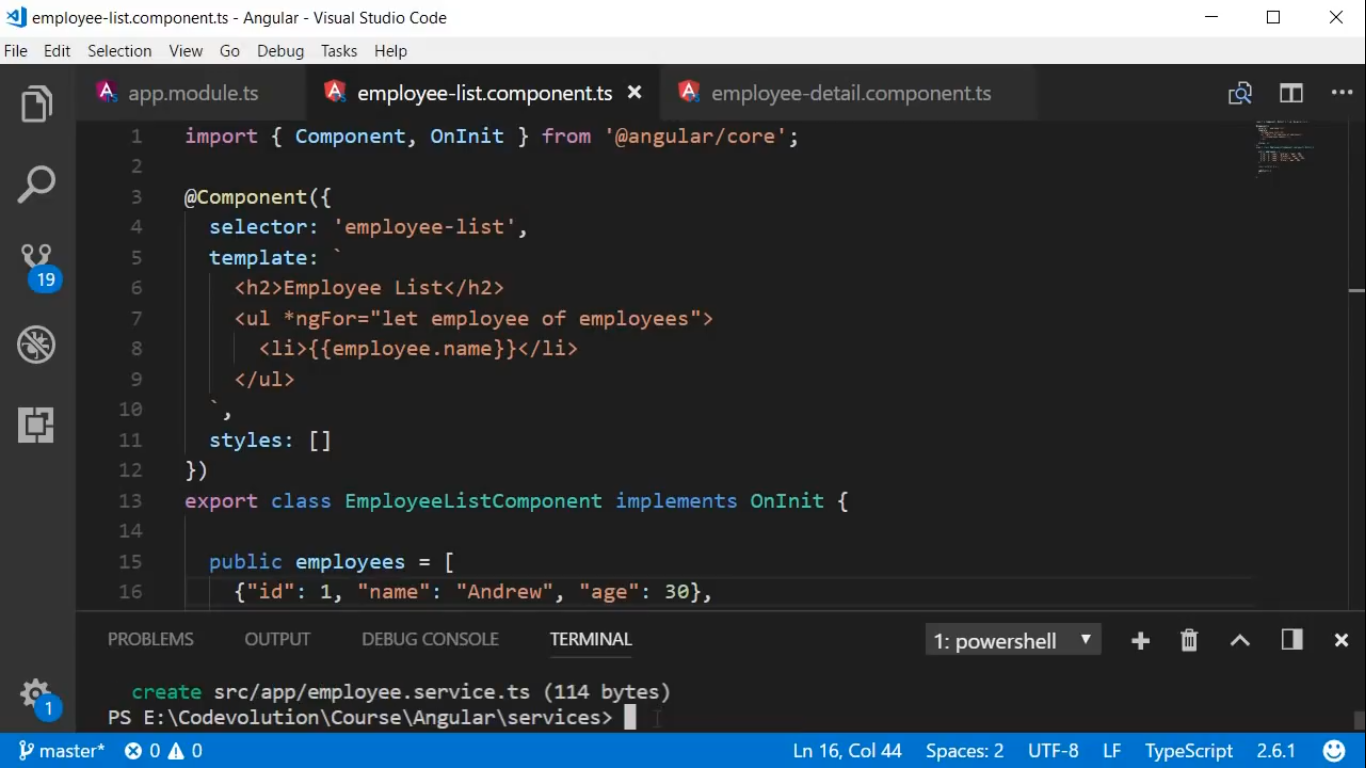 employee-list.component.ts - Angular - Visual Studio Code
File Edit Selection View Go Debug Tasks Help
app.module.ts employee-list.component.ts employee-detail.component.ts
1 import { Component, OnInit } from '@angular/core';
2
3 @Component({
4 selector: 'employee-list',
5 template: `
6 <h2>Employee List</h2>
7 <ul *ngFor="let employee of employees">
8 <li>{{employee.name}}</li>
9 </ul>
10 `,
11 styles: []
12 })
13 export class EmployeeListComponent implements OnInit {
14
15 public employees = [
16 {"id": 1, "name": "Andrew", "age": 30},
19
PROBLEMS OUTPUT DEBUG CONSOLE TERMINAL 1: powershell
create src/app/employee.service.ts (114 bytes)
PS E:\Codevolution\Course\Angular\services>
1
master* 0 0 Ln 16, Col 44 Spaces: 2 UTF-8 LF TypeScript 2.6.1